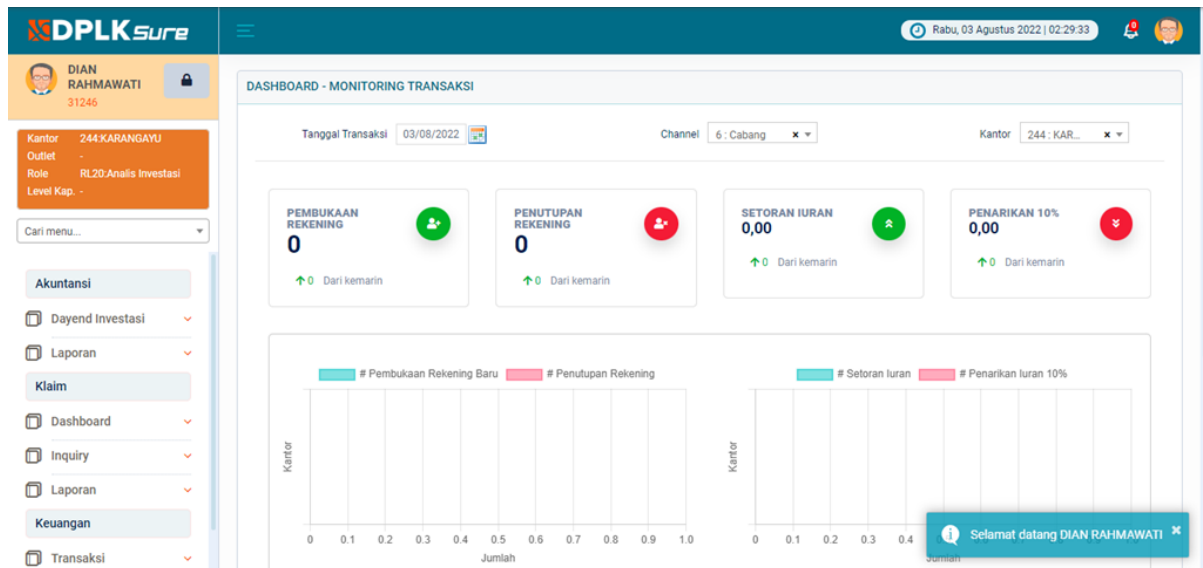 DPLKSure
Rabu, 03 Agustus 2022 | 02:29:33
DIAN
RAHMAWATI
31246
Kantor 244:KARANGAYU
Outlet -
Role RL20:Analis Investasi
Level Kap. -
Cari menu...
Akuntansi
Dayend Investasi
Laporan
Klaim
Dashboard
Inquiry
Laporan
Keuangan
Transaksi
DASHBOARD - MONITORING TRANSAKSI
Tanggal Transaksi 03/08/2022
Channel 6 : Cabang x
Kantor 244 : KAR... x
PEMBUKAAN
REKENING
0
0 Dari kemarin
PENUTUPAN
REKENING
0
0 Dari kemarin
SETORAN IURAN
0,00
0 Dari kemarin
PENARIKAN 10%
0,00
0 Dari kemarin
# Pembukaan Rekening Baru # Penutupan Rekening
Kantor
0 0.1 0.2 0.3 0.4 0.5 0.6 0.7 0.8 0.9 1.0
Jumlah
# Setoran Iuran # Penarikan Iuran 10%
Kantor
0 0.1 0.2 0.3 0.4
Jumlah
Selamat datang DIAN RAHMAWATI ×